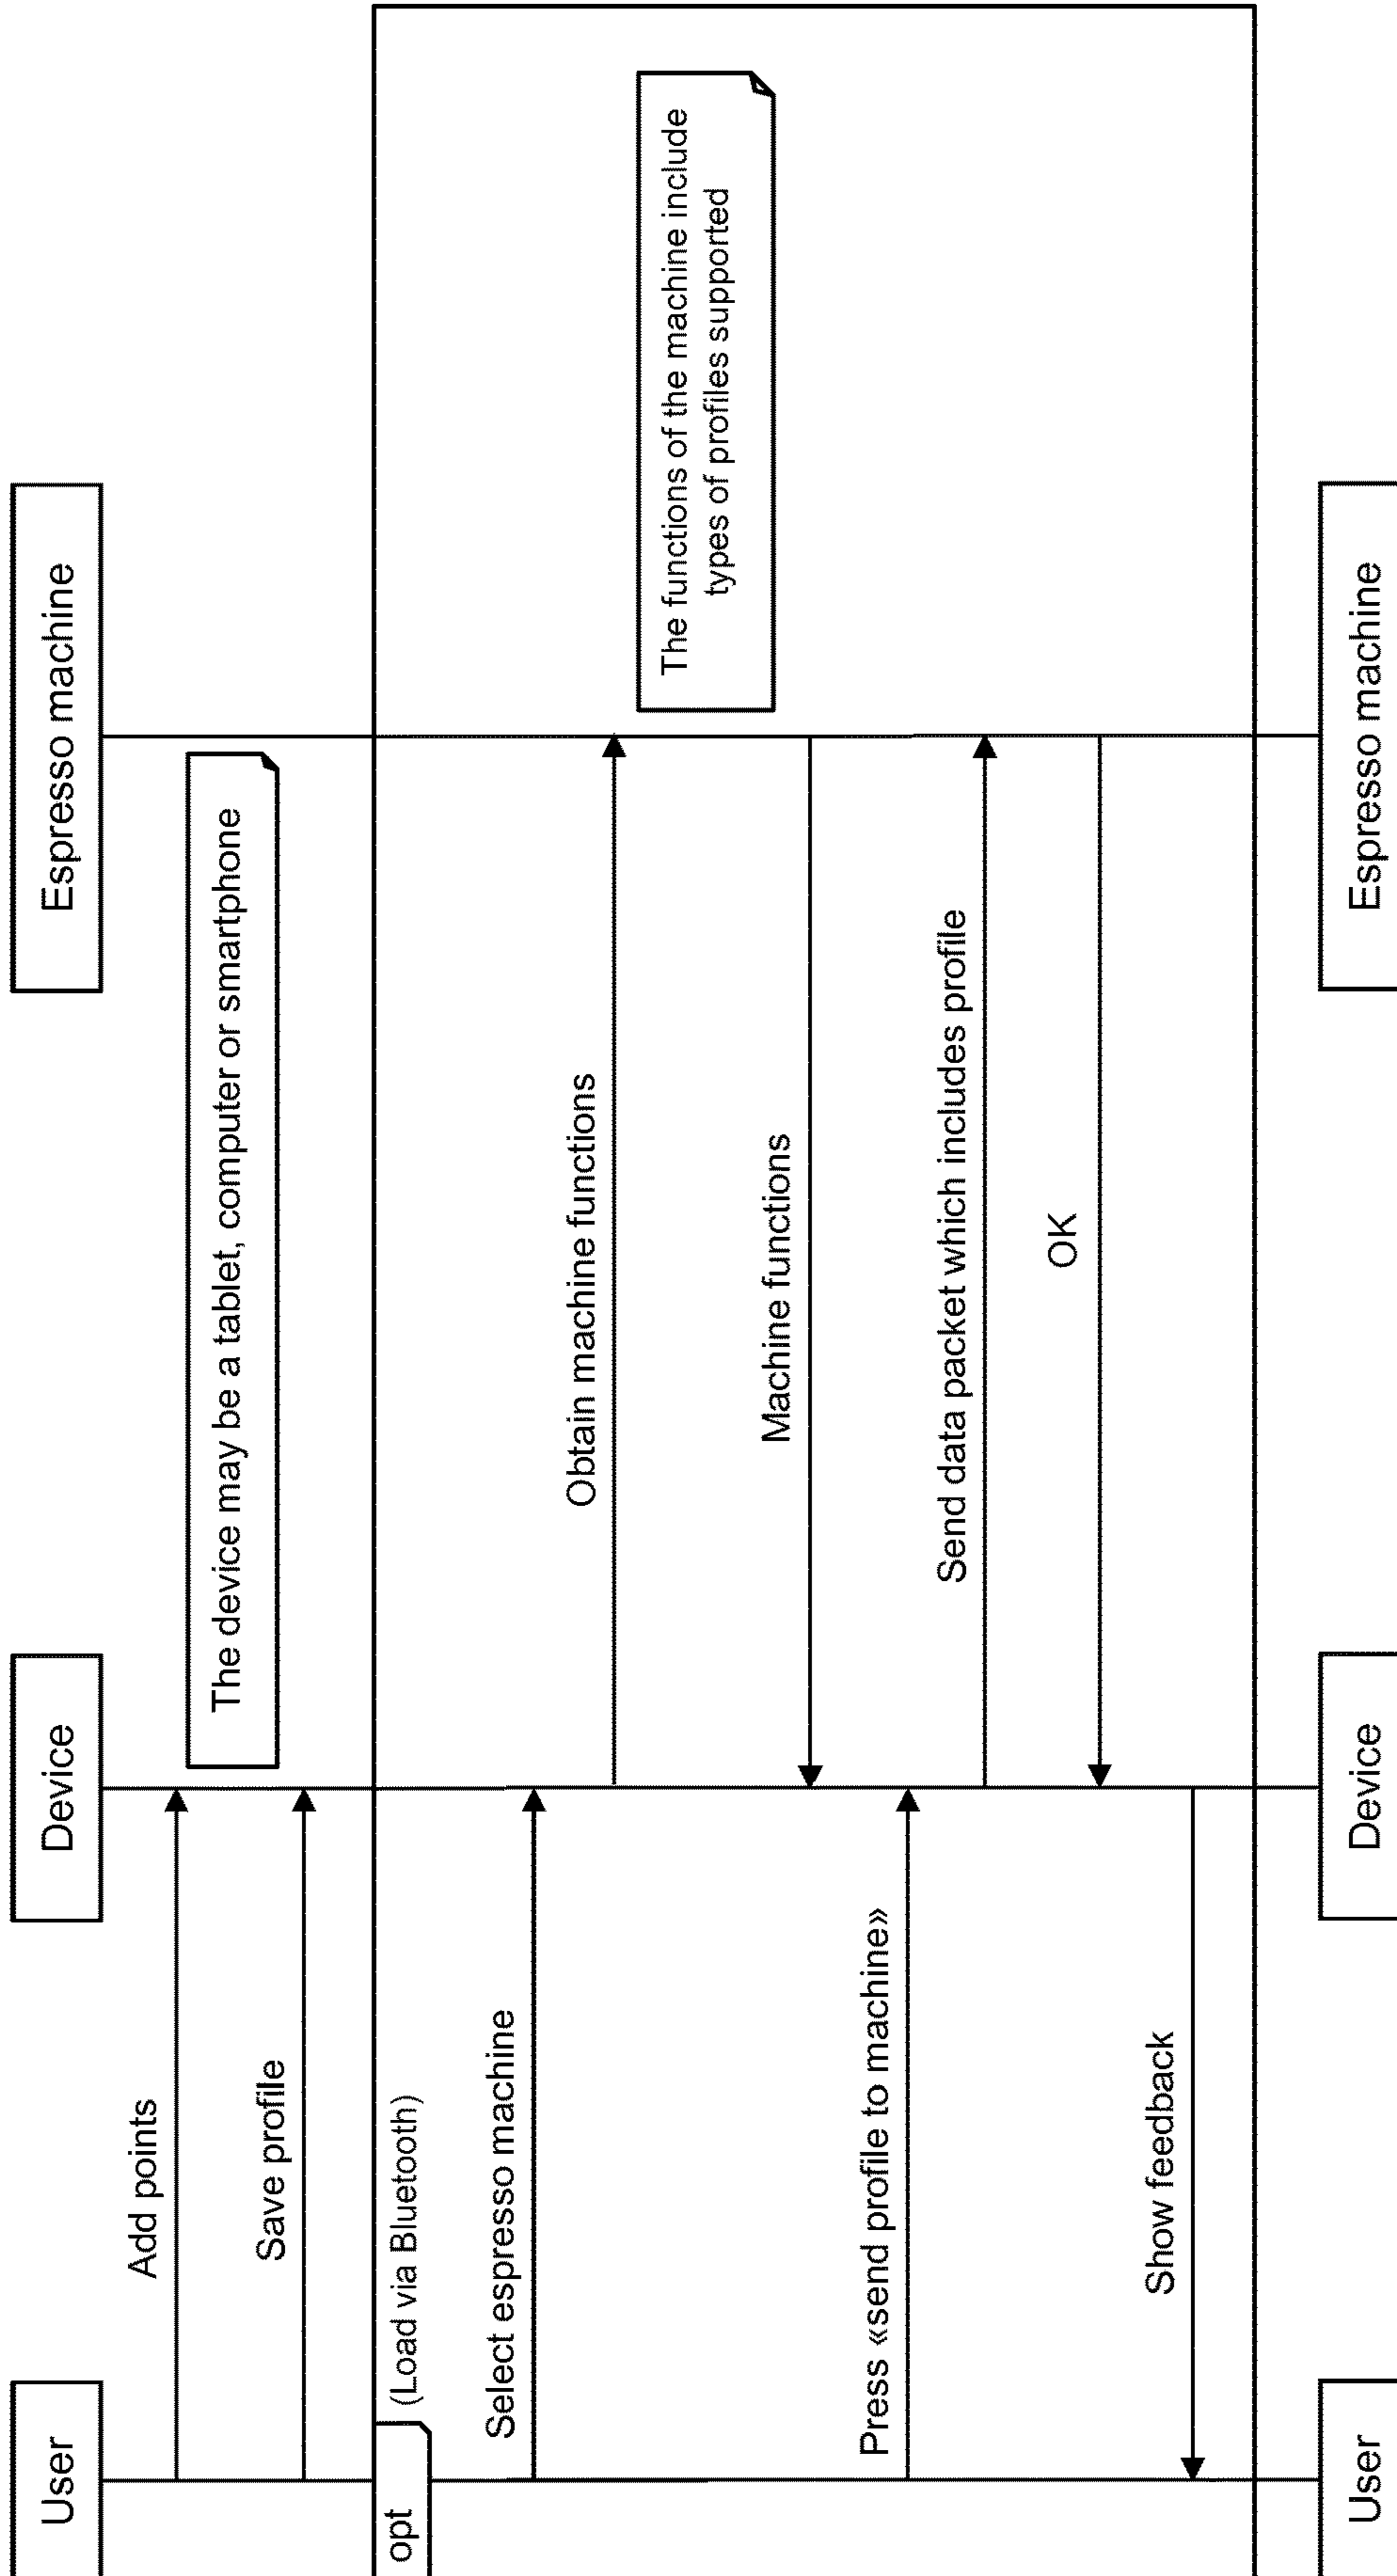 User
Device
Espresso machine
Add points
The device may be a tablet, computer or smartphone
Save profile
opt
(Load via Bluetooth)
Select espresso machine
Obtain machine functions
The functions of the machine include
types of profiles supported
Machine functions
Press «send profile to machine»
Send data packet which includes profile
OK
Show feedback
User
Device
Espresso machine